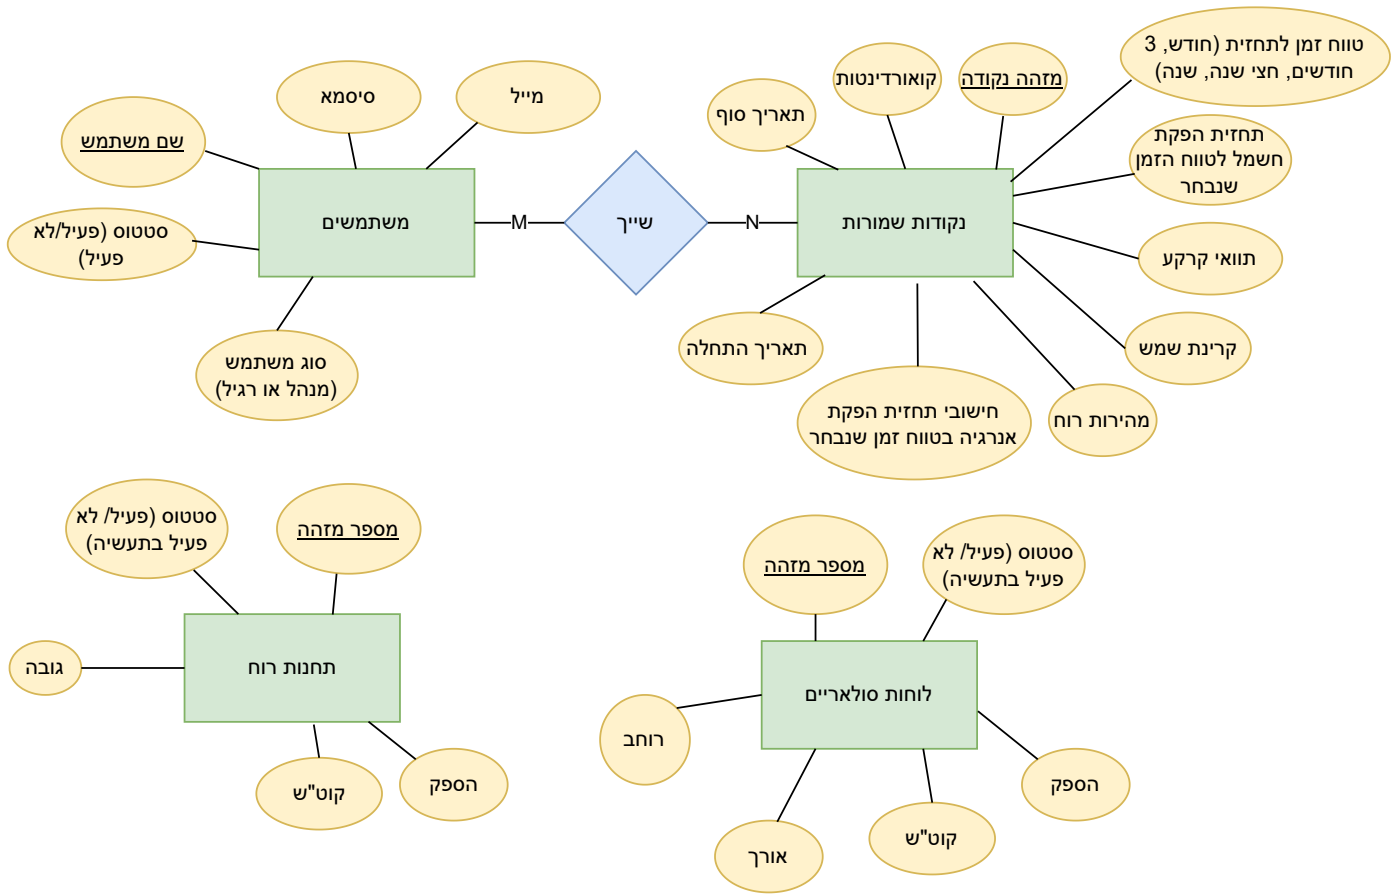 טווח זמן לתחזית (חודש, 3
חודשים, חצי שנה, שנה)
מזהה נקודה
קואורדינטות
תאריך סוף
מייל
סיסמא
שם משתמש
תחזית הפקת
חשמל לטווח הזמן
שנבחר
נקודות שמורות
N
שייך
M
משתמשים
סטטוס (פעיל/לא
פעיל)
תוואי קרקע
קרינת שמש
תאריך התחלה
סוג משתמש
(מנהל או רגיל)
מהירות רוח
חישובי תחזית הפקת
אנרגיה בטווח זמן שנבחר
מספר מזהה
סטטוס (פעיל/ לא
פעיל בתעשיה)
תחנות רוח
גובה
הספק
קוט"ש
סטטוס (פעיל/ לא
פעיל בתעשיה)
מספר מזהה
לוחות סולאריים
רוחב
הספק
קוט"ש
אורך